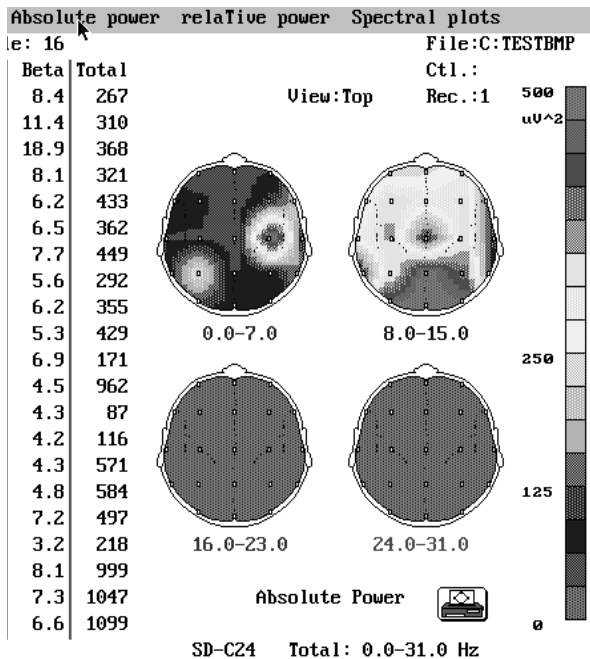 Absolute power relaTive power Spectral plots
le: 16 File:C:TESTBMP
Beta Total Ctl.:
8.4 267 View:Top Rec.:1 500
11.4 310 uV^2
18.9 368
8.1 321
6.2 433
6.5 362
7.7 449
5.6 292
6.2 355
5.3 429 0.0-7.0 8.0-15.0
6.9 171 250
4.5 962
4.3 87
4.2 116
4.3 571
4.8 584 125
7.2 497
3.2 218 16.0-23.0 24.0-31.0
8.1 999
7.3 1047 Absolute Power
6.6 1099 0
SD-C24 Total: 0.0-31.0 Hz